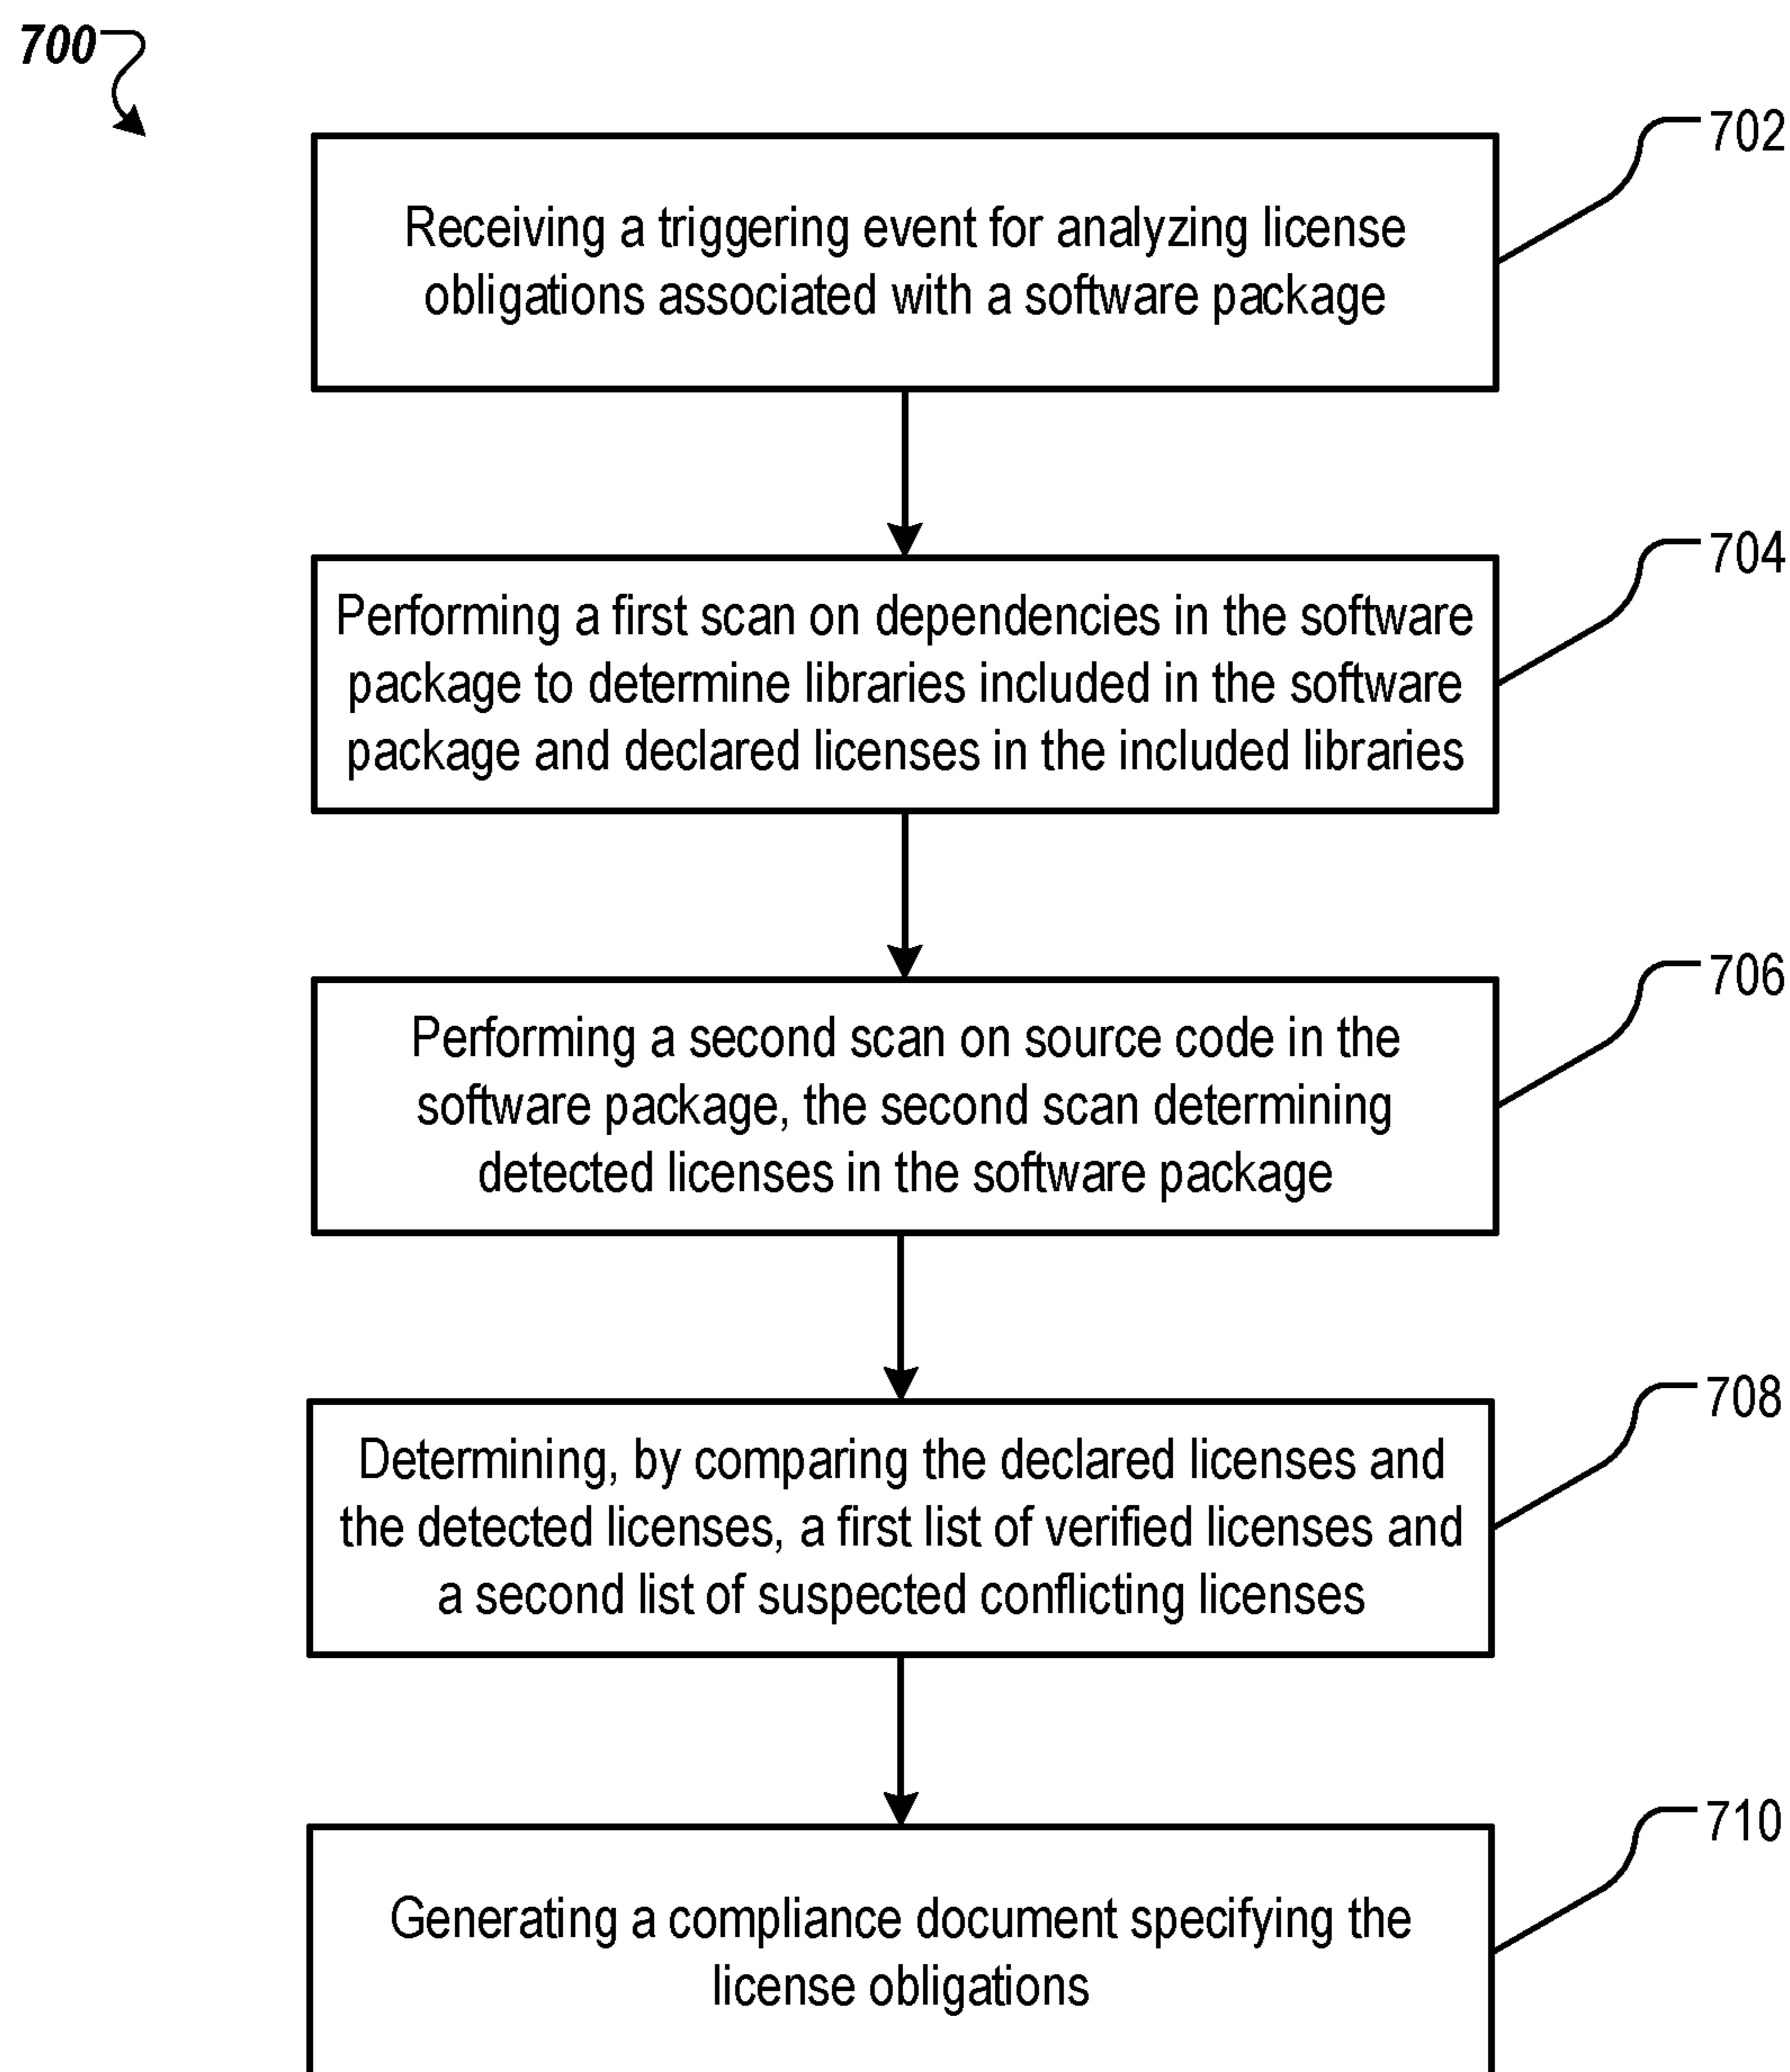 700
702
Receiving a triggering event for analyzing license
obligations associated with a software package
704
Performing a first scan on dependencies in the software
package to determine libraries included in the software
package and declared licenses in the included libraries
706
Performing a second scan on source code in the
software package, the second scan determining
detected licenses in the software package
708
Determining, by comparing the declared licenses and
the detected licenses, a first list of verified licenses and
a second list of suspected conflicting licenses
710
Generating a compliance document specifying the
license obligations